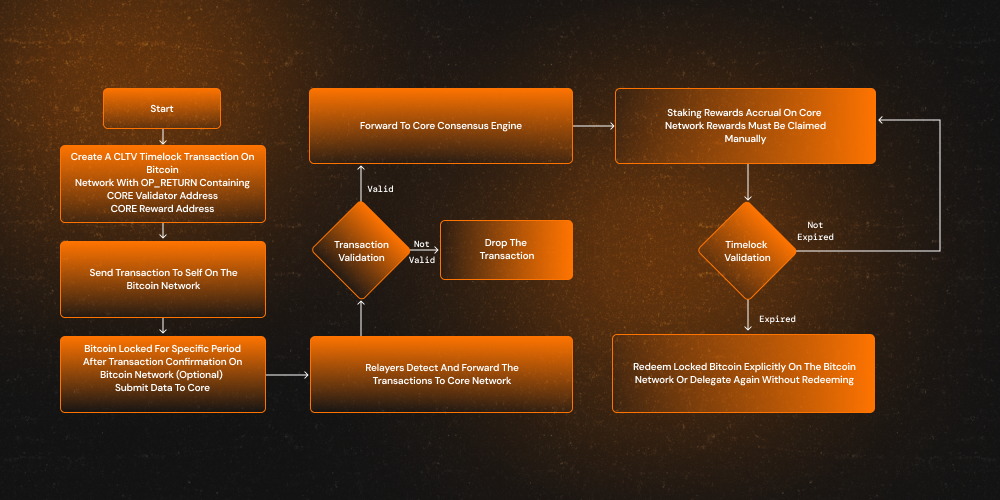 Start
Create A CLTV Timelock Transaction On
Bitcoin
Network With OP_RETURN Containing
CORE Validator Address
CORE Reward Address
Send Transaction To Self On The
Bitcoin Network
Bitcoin Locked For Specific Period
After Transaction Confirmation On
Bitcoin Network (Optional)
Submit Data To Core
Relayers Detect And Forward The
Transactions To Core Network
Transaction
Validation
Not
Valid
Drop The
Transaction
Valid
Forward To Core Consensus Engine
Staking Rewards Accrual On Core
Network Rewards Must Be Claimed
Manually
Timelock
Validation
Not
Expired
Expired
Redeem Locked Bitcoin Explicitly On The Bitcoin
Network Or Delegate Again Without Redeeming